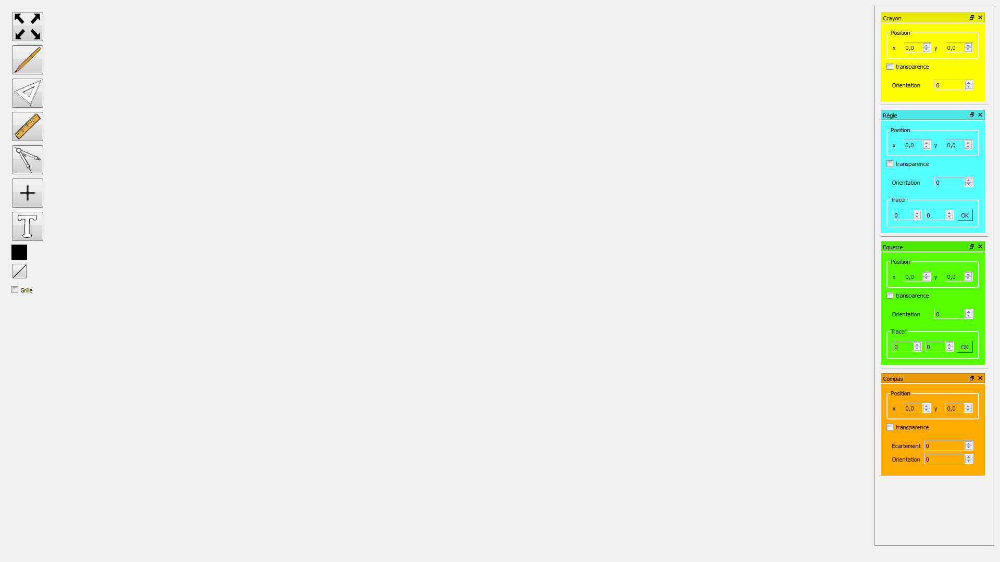 Crayon
Position
x 0,0 y 0,0
transparence
Orientation 0
Règle
Position
x 0,0 y 0,0
transparence
Orientation 0
Tracer
0 0 OK
Equerre
Position
x 0,0 y 0,0
transparence
Orientation 0
Tracer
0 0 OK
Compas
Position
x 0,0 y 0,0
transparence
Ecartement 0
Orientation 0
T
Grille